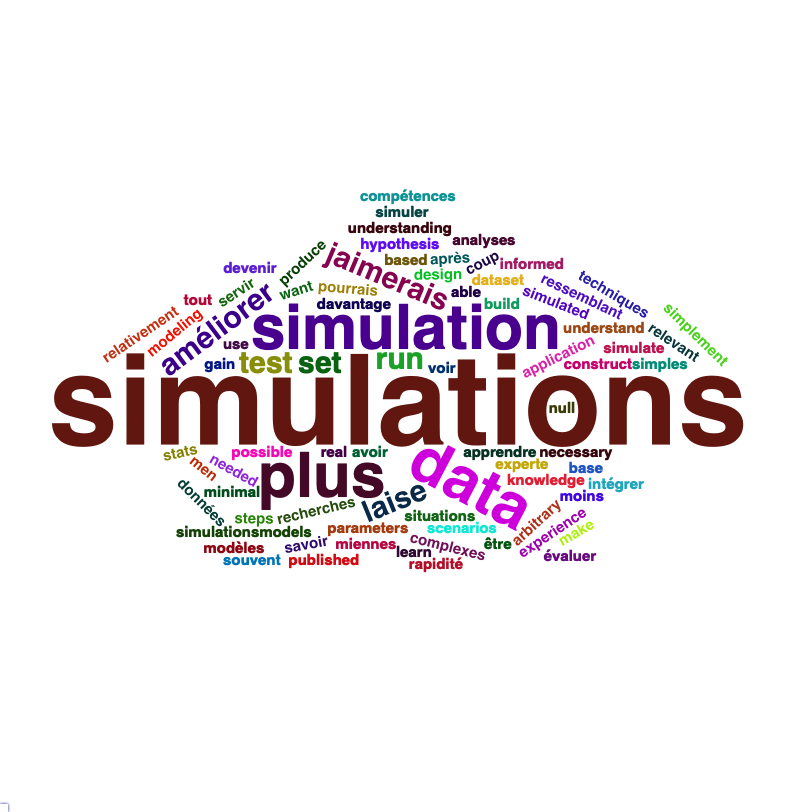 compétences
simuler
understanding
hypothesis
analyses
produce
jaimerais
based
après
coup
informed
devenir
design
dataset
ressemblant
techniques
servir
want
pourrais
able
simulated
tout
améliorer
davantage
build
relativement
modeling
use
simulation
understand
relevant
simplement
gain
test
set
run
voir
application
simulate
construct
simples
simulations
null
stats
men
needed
possible
real
avoir
plus
data
apprendre
necessary
experte
base
knowledge
intégrer
données
minimal
laise
moins
steps
recherches
situations
arbitrary
simulationsmodels
parameters
scenarios
experience
make
modèles
savoir
miennes
learn
complexes
être
souvent
published
rapidité
évaluer